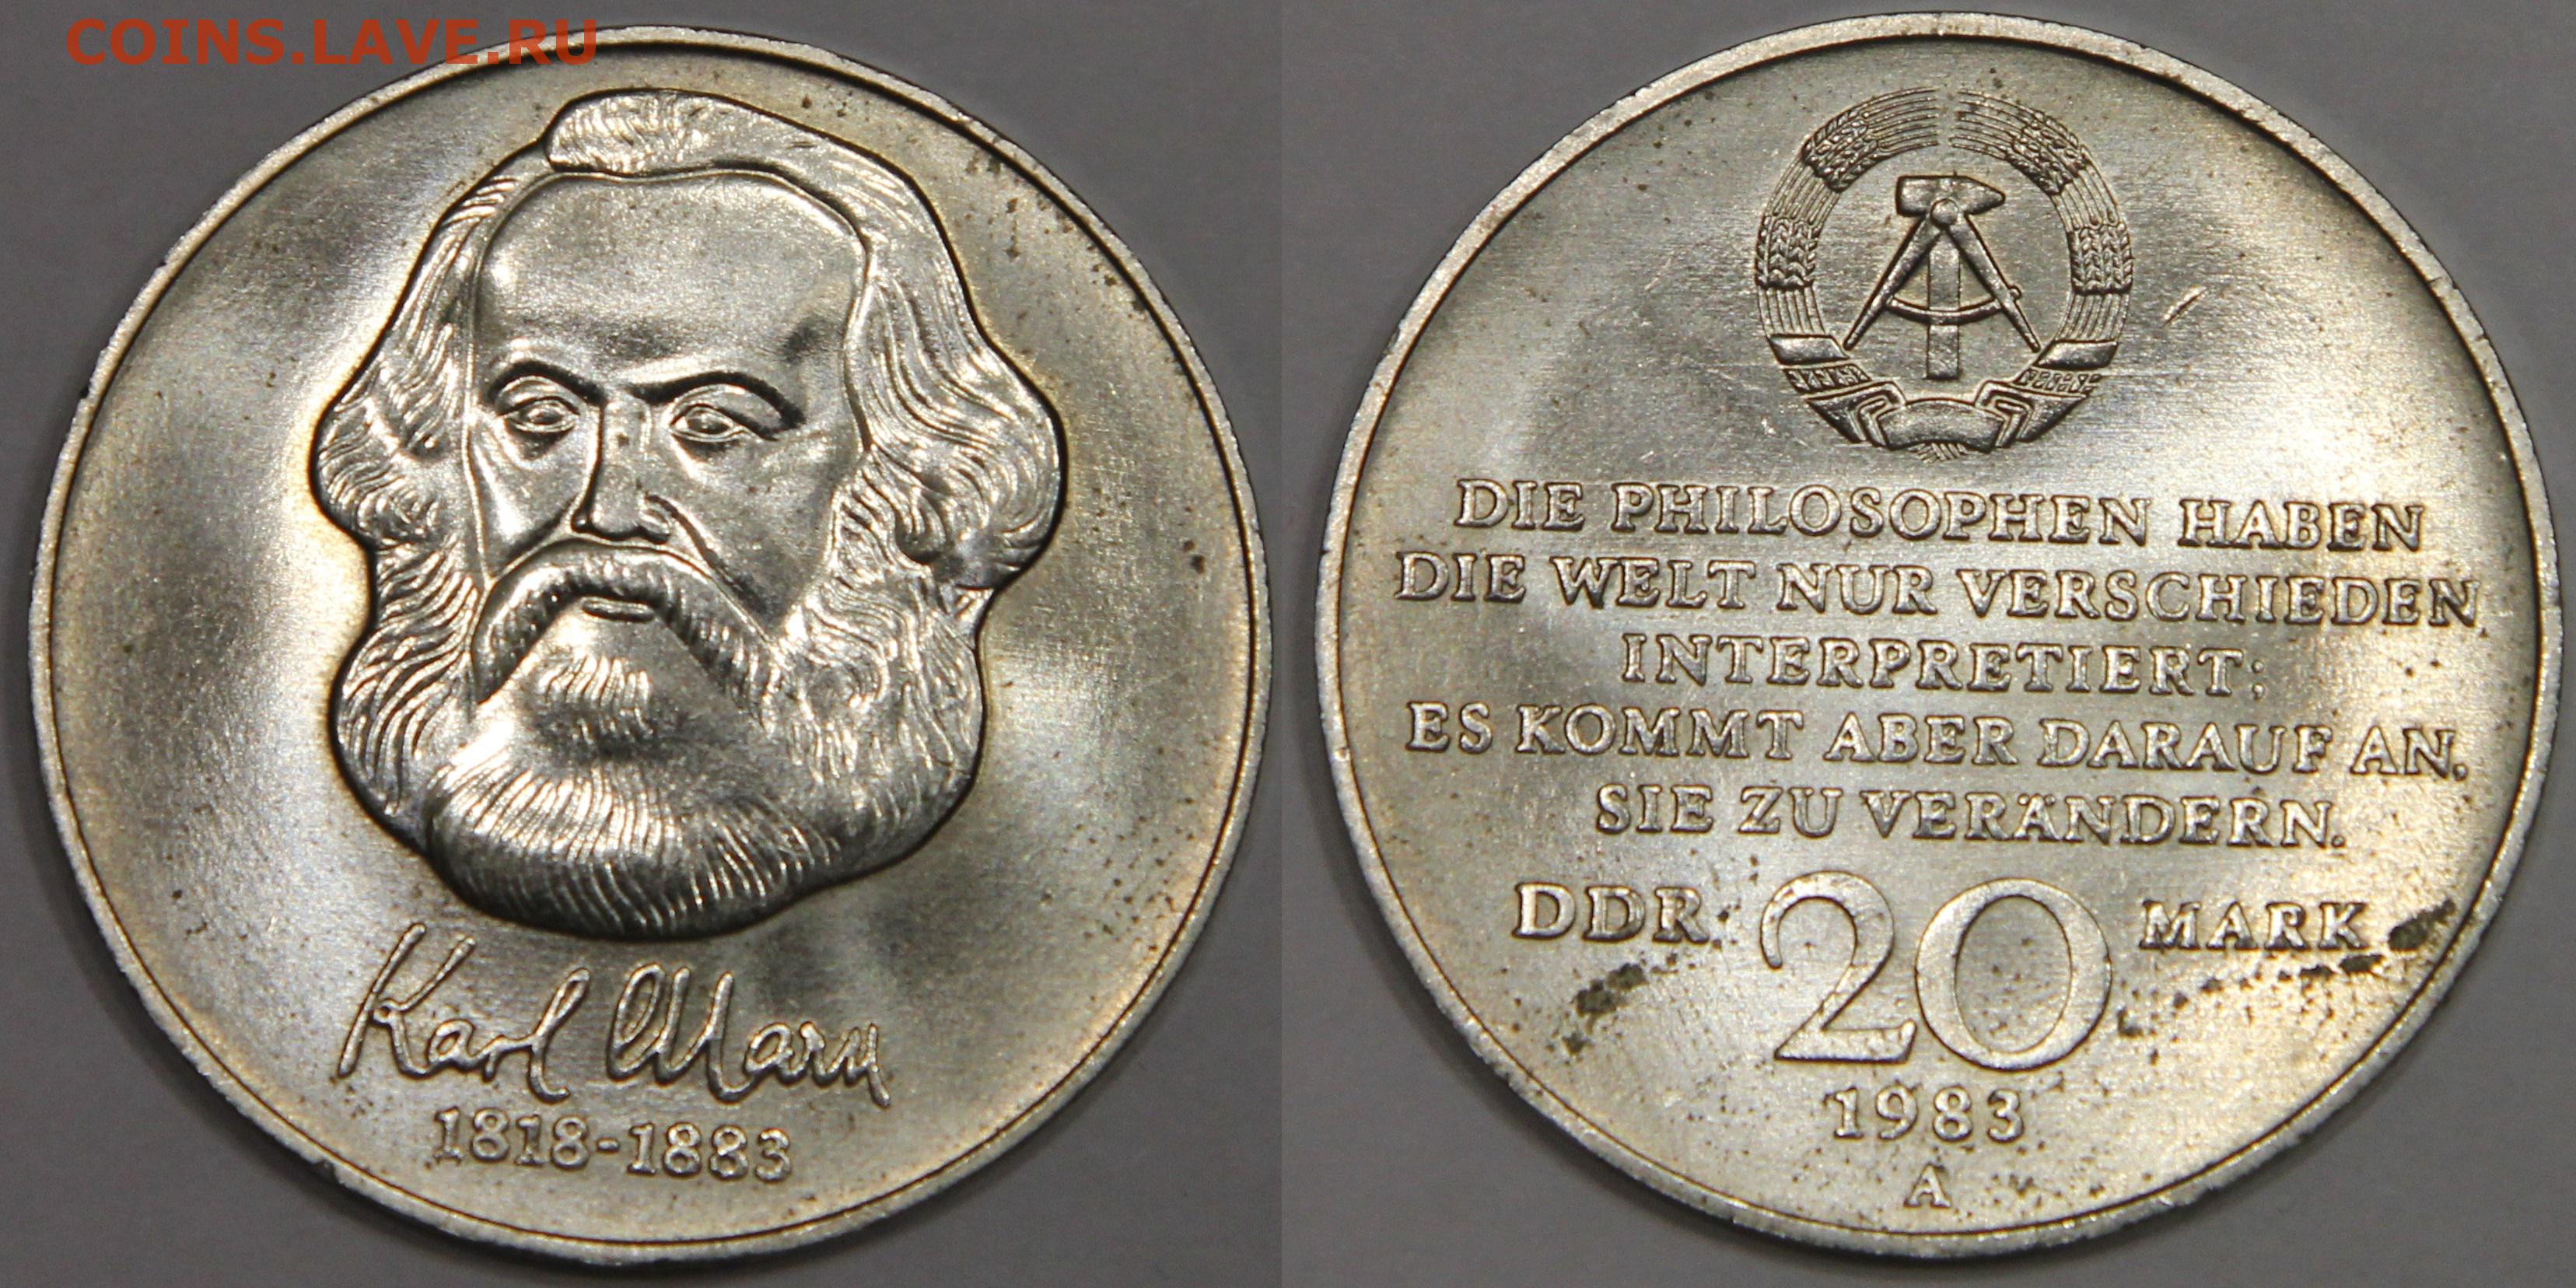 COINS.LAVE.RU
Karl Marx
1818-1883
DIE PHILOSOPHEN HABEN
DIE WELT NUR VERSCHIEDEN
INTERPRETIERT;
ES KOMMT ABER DARAUF AN,
SIE ZU VERÄNDERN.
DDR 20 MARK
1983
A